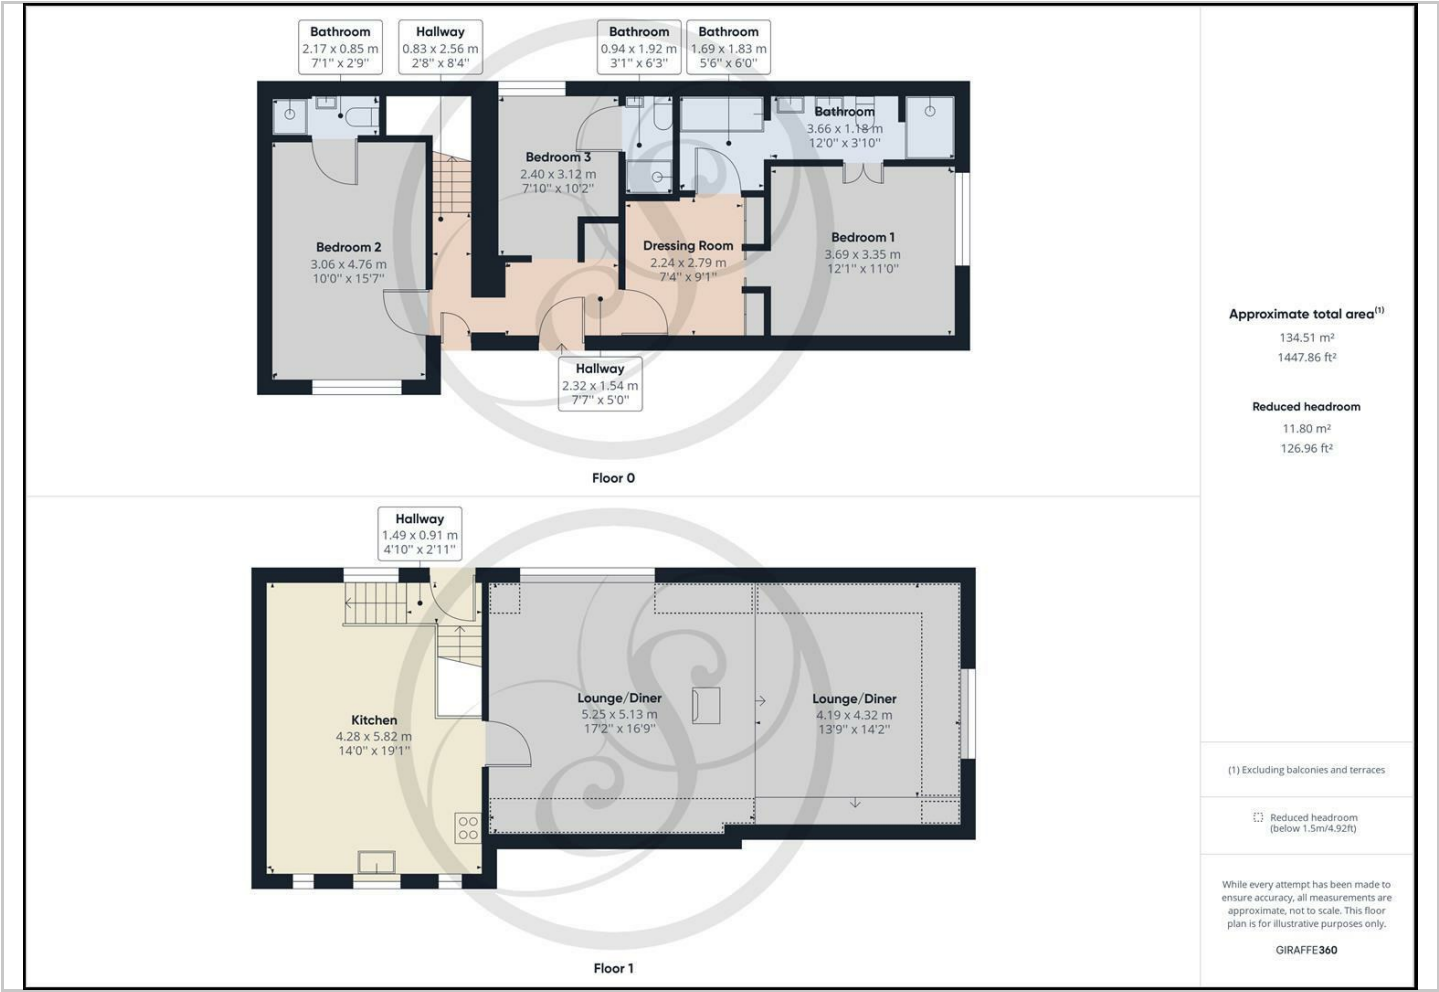 Bathroom
2.17 x 0.85 m
7'1" x 2'9"
Hallway
0.83 x 2.56 m
2'8" x 8'4"
Bathroom
0.94 x 1.92 m
3'1" x 6'3"
Bathroom
1.69 x 1.83 m
5'6" x 6'0"
Bathroom
3.66 x 1.18 m
12'0" x 3'10"
Bedroom 3
2.40 x 3.12 m
7'10" x 10'2"
Bedroom 2
3.06 x 4.76 m
10'0" x 15'7"
Dressing Room
2.24 x 2.79 m
7'4" x 9'1"
Bedroom 1
3.69 x 3.35 m
12'1" x 11'0"
Hallway
2.32 x 1.54 m
7'7" x 5'0"
Floor 0
Hallway
1.49 x 0.91 m
4'10" x 2'11"
Kitchen
4.28 x 5.82 m
14'0" x 19'1"
Lounge/Diner
5.25 x 5.13 m
17'2" x 16'9"
Lounge/Diner
4.19 x 4.32 m
13'9" x 14'2"
Floor 1
Approximate total area(1)
134.51 m²
1447.86 ft²
Reduced headroom
11.80 m²
126.96 ft²
(1) Excluding balconies and terraces
Reduced headroom
(below 1.5m/4.92ft)
While every attempt has been made to
ensure accuracy, all measurements are
approximate, not to scale. This floor
plan is for illustrative purposes only.
GIRAFFE360